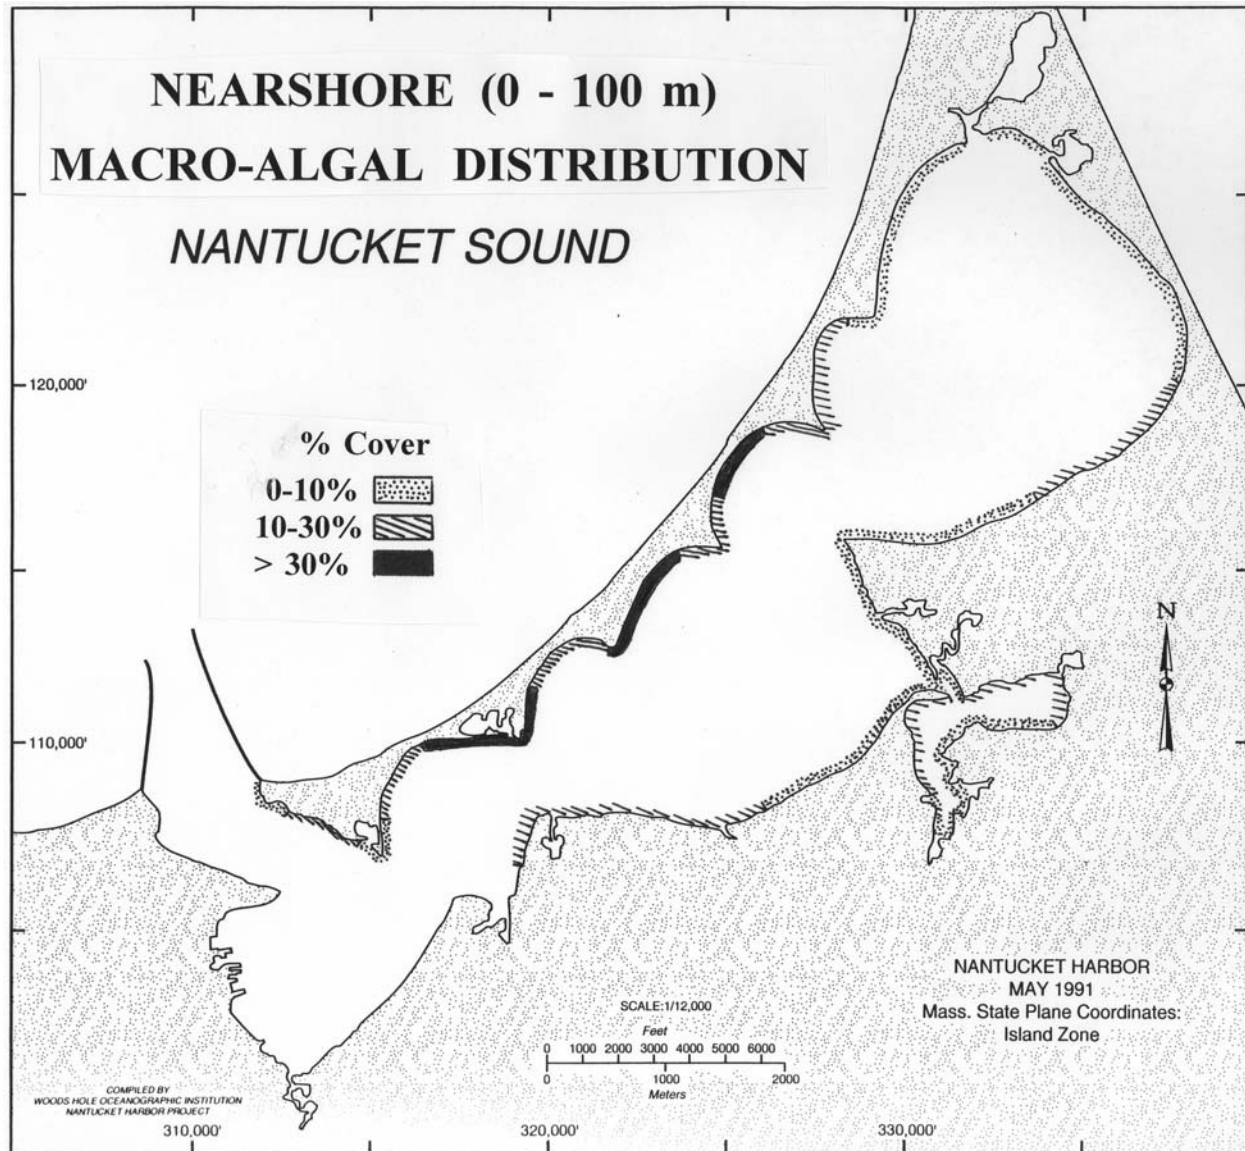 NEARSHORE (0 - 100 m)
MACRO-ALGAL DISTRIBUTION
NANTUCKET SOUND
120,000'
% Cover
0-10%
10-30%
> 30%
N
110,000'
NANTUCKET HARBOR
MAY 1991
Mass. State Plane Coordinates:
Island Zone
SCALE:1/12,000
Feet
0 1000 2000 3000 4000 5000 6000
0 1000 2000
Meters
COMPILED BY
WOODS HOLE OCEANOGRAPHIC INSTITUTION
NANTUCKET HARBOR PROJECT
310,000' 320,000' 330,000'